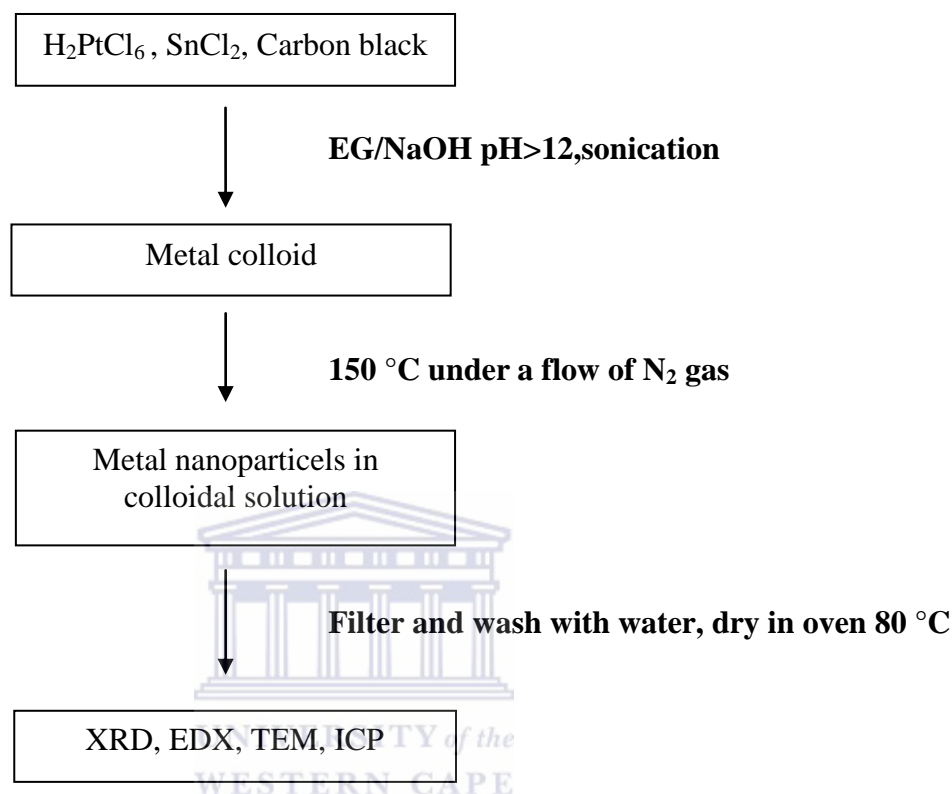 H₂PtCl₆ , SnCl₂, Carbon black
EG/NaOH pH>12,sonication
Metal colloid
150 °C under a flow of N₂ gas
Metal nanoparticels in
colloidal solution
Filter and wash with water, dry in oven 80 °C
XRD, EDX, TEM, ICP
UNIVERSITY of the
WESTERN CAPE